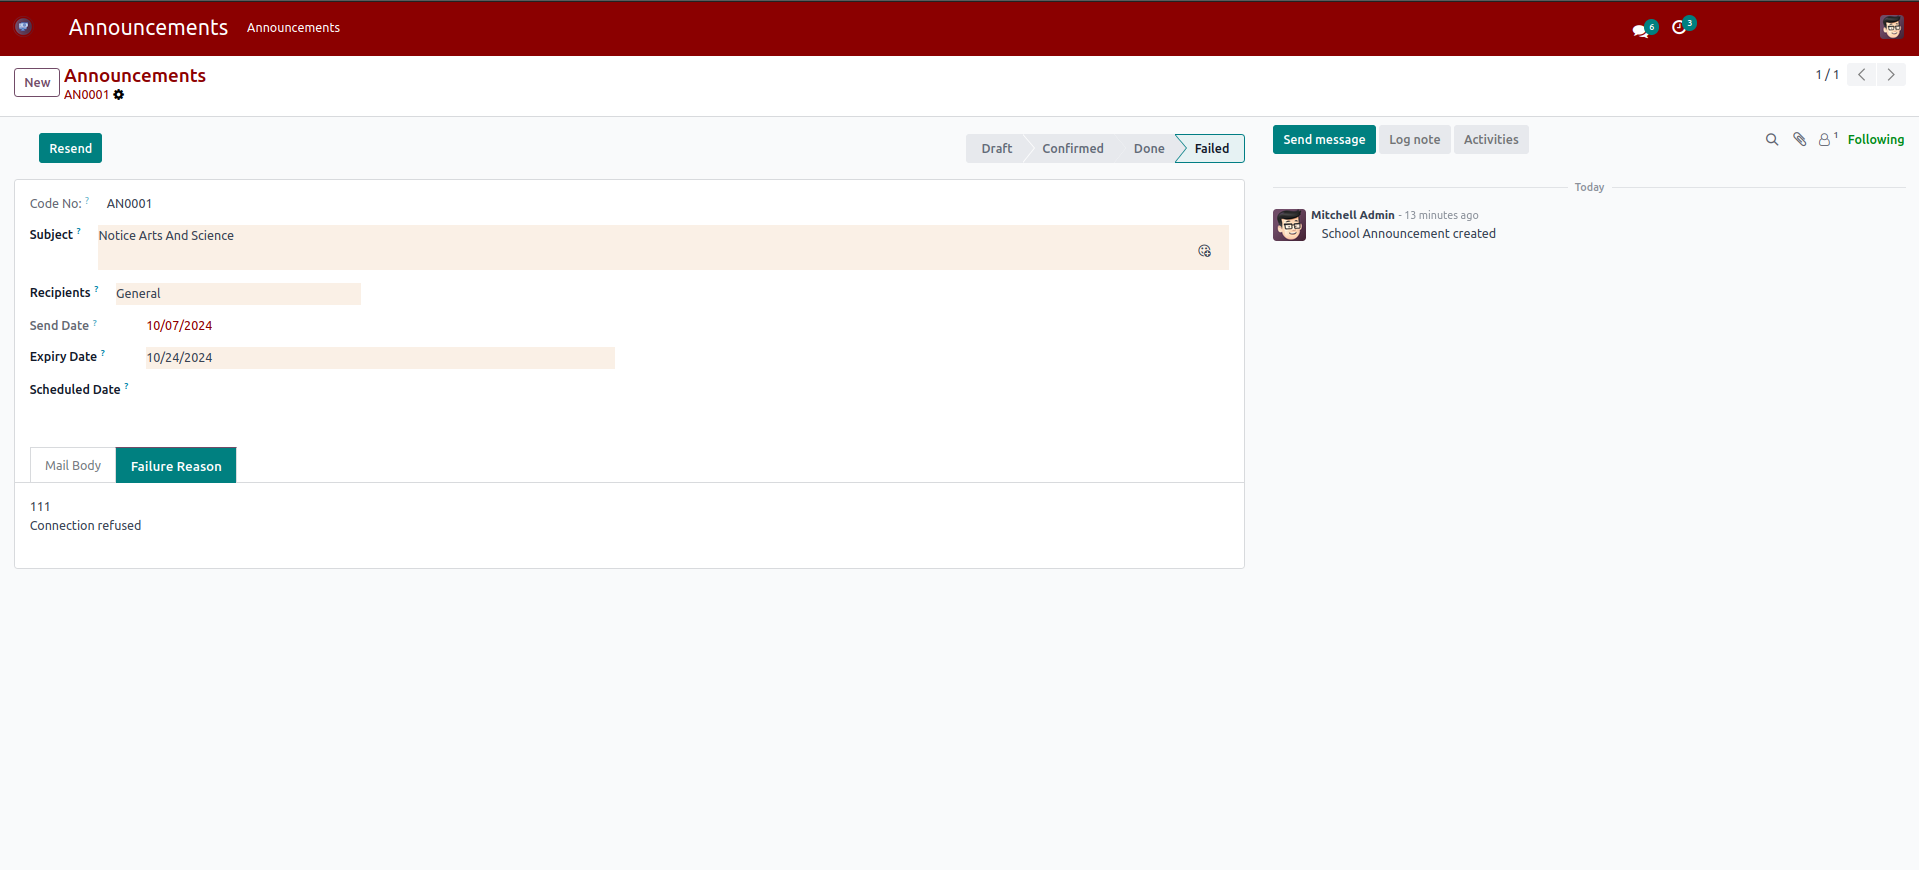 Announcements Announcements 6 3
New Announcements 1 / 1
AN0001
Resend Draft Confirmed Done Failed Send message Log note Activities 1 Following
Today
Code No: ? AN0001
Mitchell Admin - 13 minutes ago
School Announcement created
Subject ? Notice Arts And Science
Recipients ? General
Send Date ? 10/07/2024
Expiry Date ? 10/24/2024
Scheduled Date ?
Mail Body Failure Reason
111
Connection refused